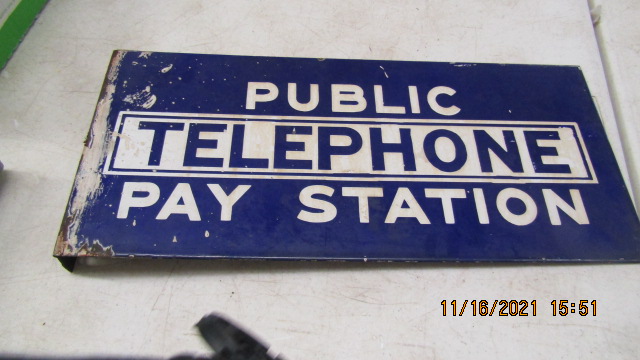 PUBLIC
TELEPHONE
PAY STATION
11/16/2021 15:51